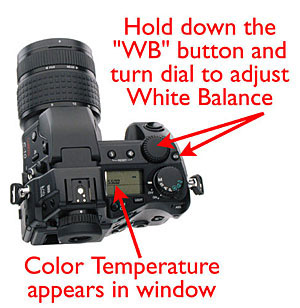 Hold down the
"WB" button and
turn dial to adjust
White Balance
Color Temperature
appears in window